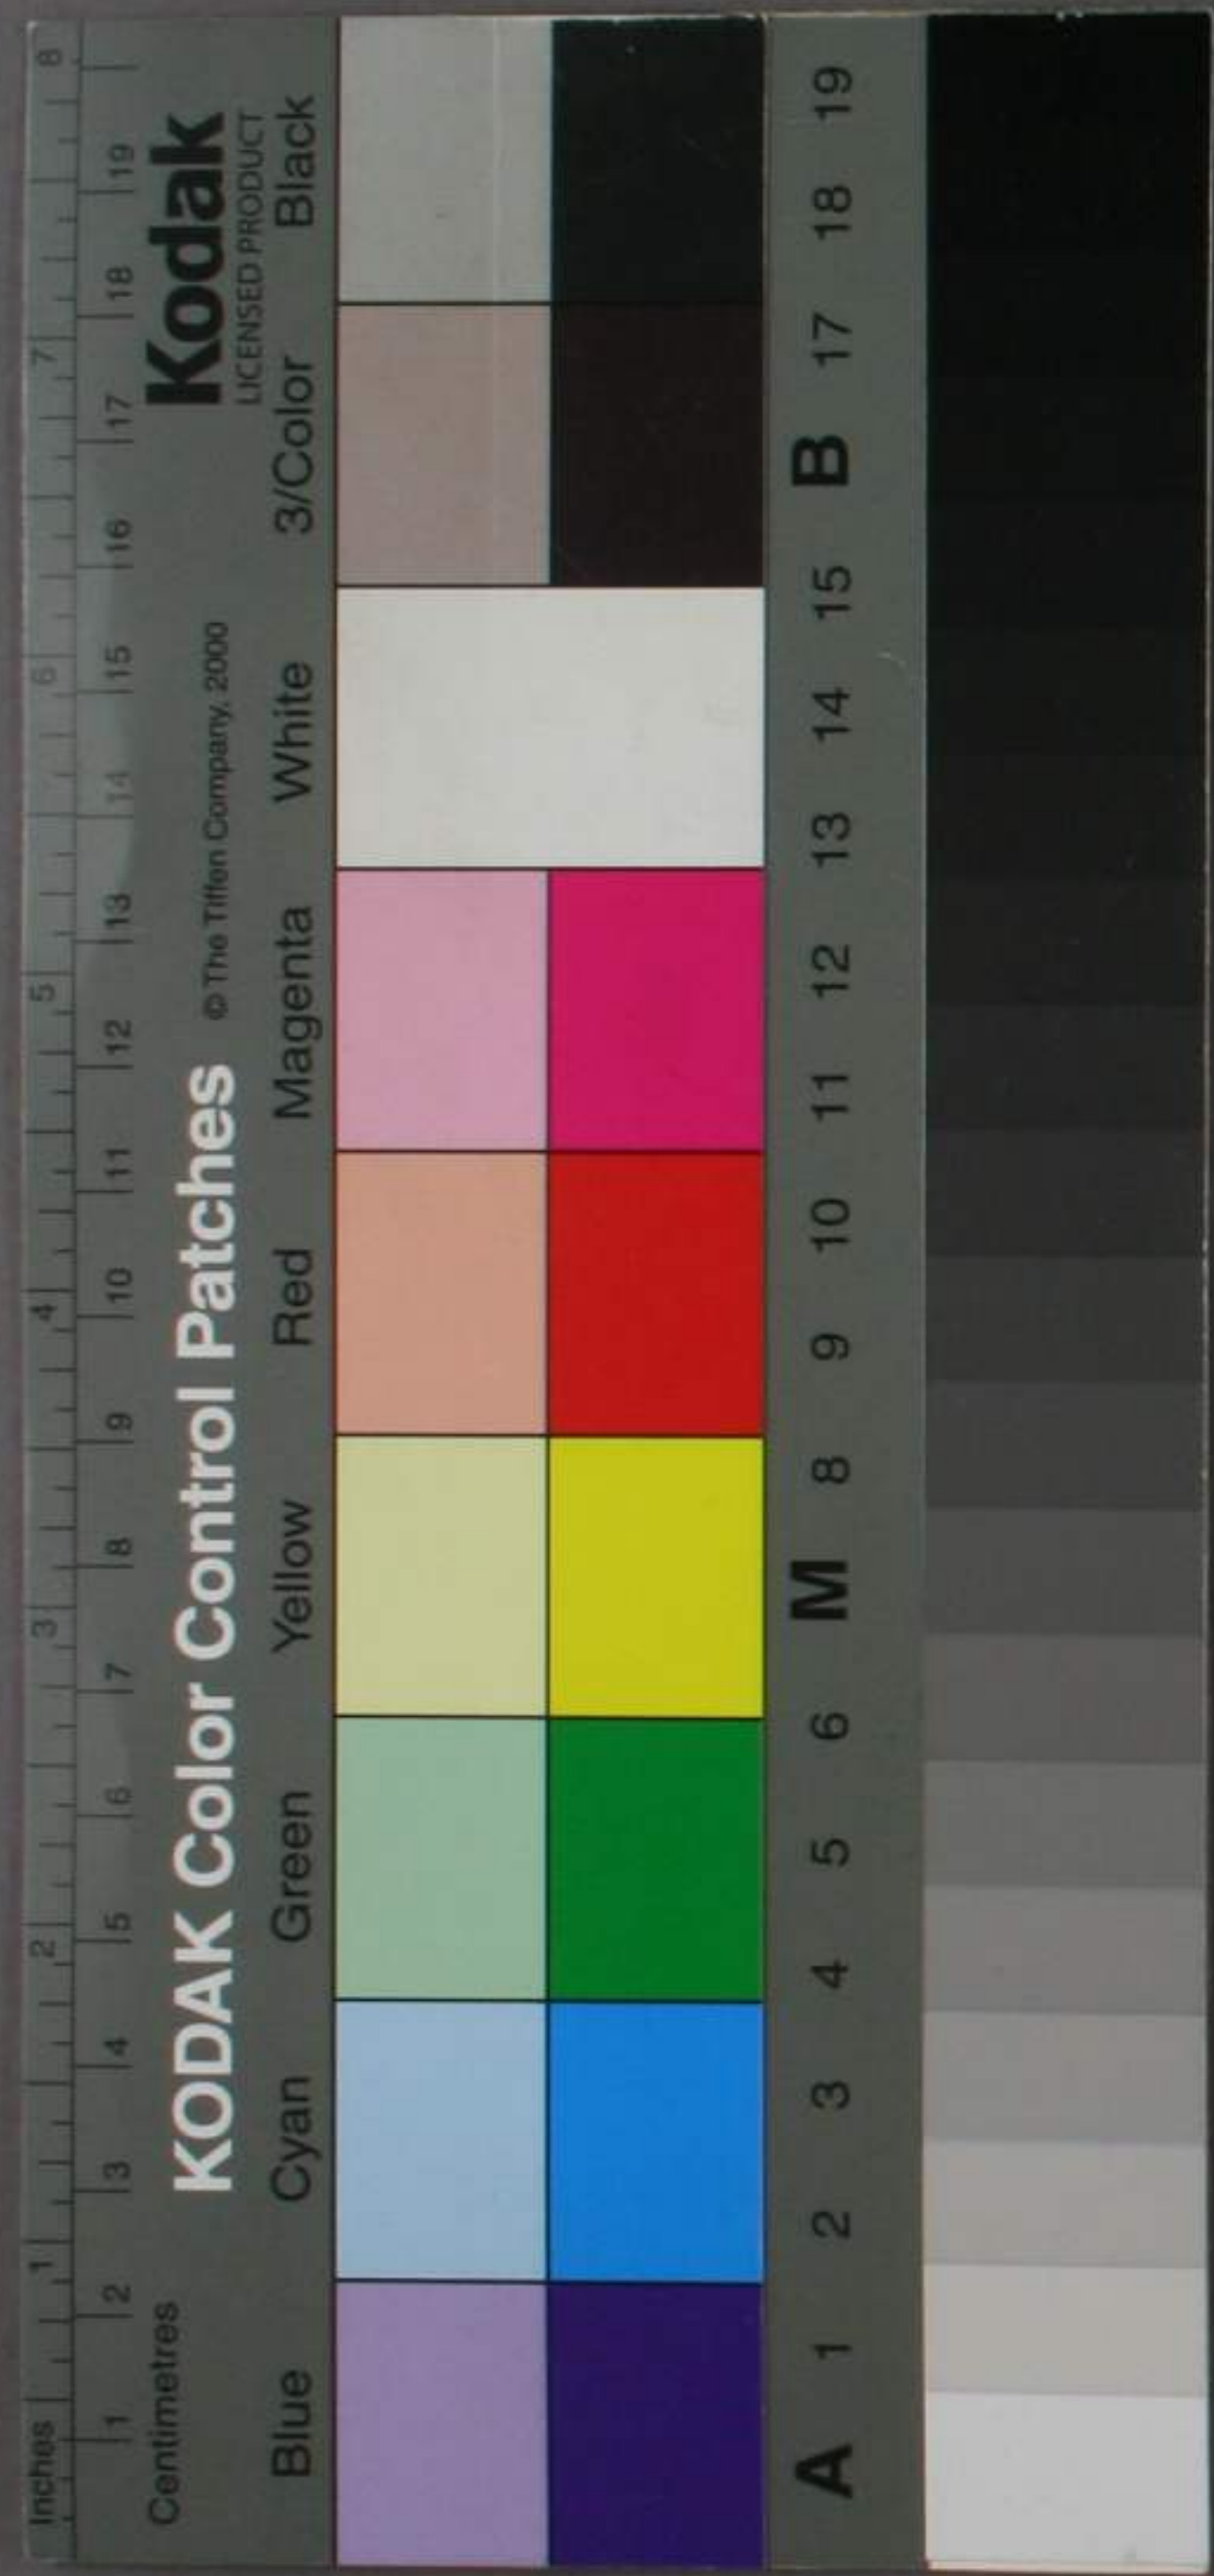 Inches 1 2 3 4 5 6 7 8
1 2 3 4 5 6 7 8 9 10 11 12 13 14 15 16 17 18 19
Centimetres
KODAK Color Control Patches © The Tiffen Company, 2000 Kodak
LICENSED PRODUCT
Blue Cyan Green Yellow Red Magenta White 3/Color Black
A 1 2 3 4 5 6 M 8 9 10 11 12 13 14 15 B 17 18 19